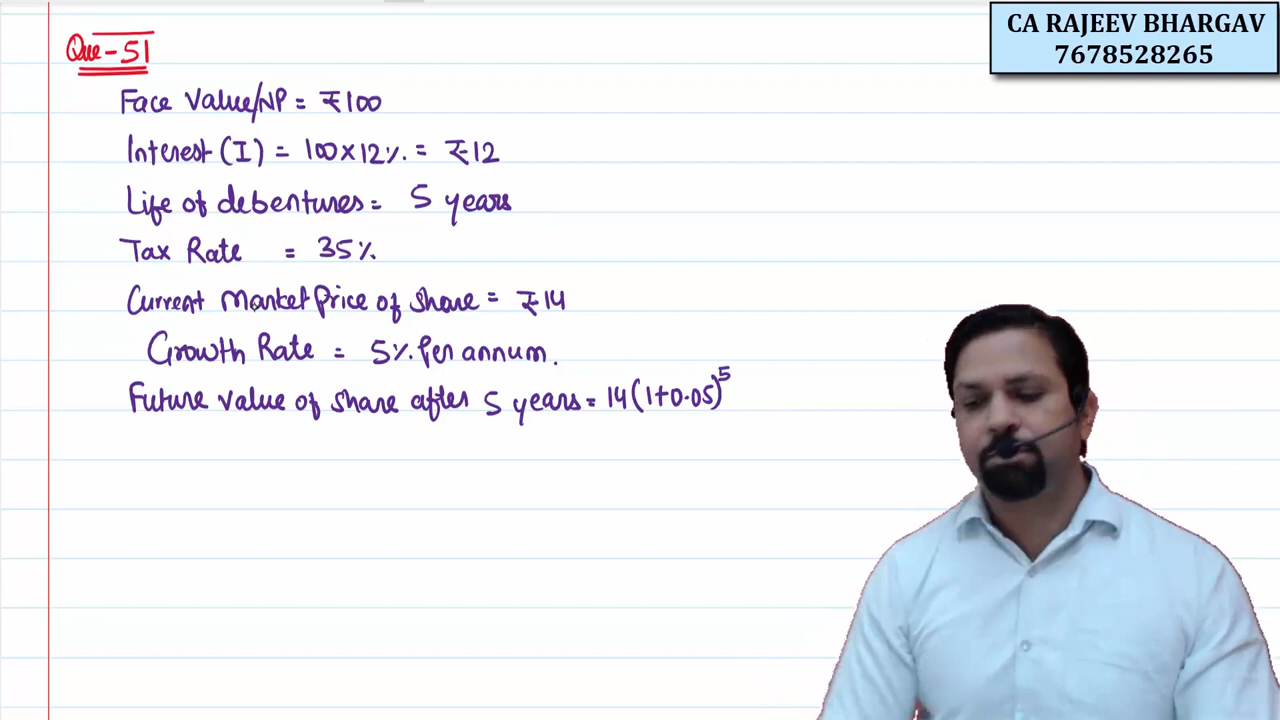 CA RAJEEV BHARGAV
7678528265
Que-51
Face Value/NP = ₹100
Interest (I) = 100×12% = ₹12
Life of debentures = 5 years
Tax Rate = 35%
Current Market Price of Share = ₹14
Growth Rate = 5% Per annum.
Future value of share after 5 years = 14(1+0.05)⁵